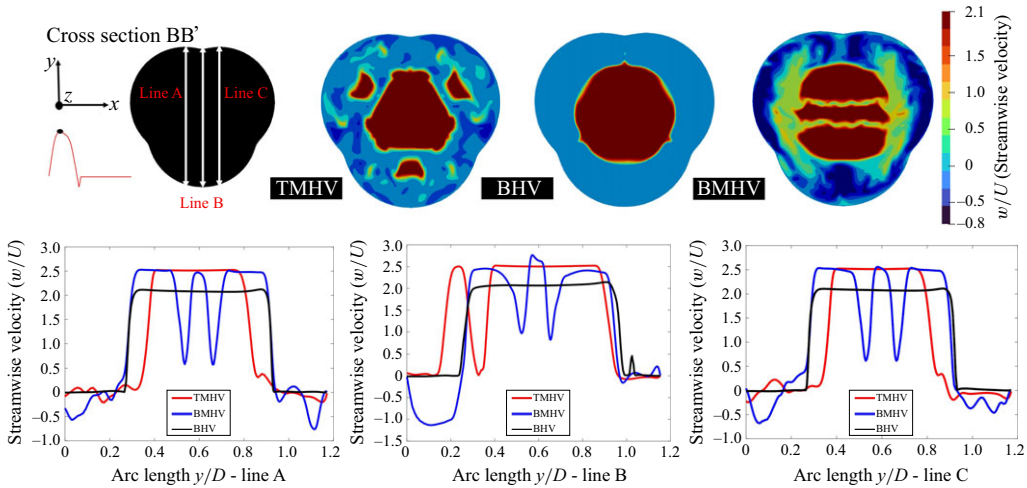 Cross section BB'
y
z
x
Line A
Line C
Line B
TMHV
BHV
BMHV
2.1
2.0
1.0
0
−0.4
−0.8
w/U (Streamwise velocity)
Streamwise velocity (w/U)
3.0
2.5
2.0
1.5
1.0
0.5
0
−0.5
−1.0
TMHV
BMHV
BHV
0 0.2 0.4 0.6 0.8 1.0 1.2
Arc length y/D - line A
Streamwise velocity (w/U)
3.0
2.5
2.0
1.5
1.0
0.5
0
−0.5
−1.0
−1.5
TMHV
BMHV
BHV
0 0.2 0.4 0.6 0.8 1.0 1.2
Arc length y/D - line B
Streamwise velocity (w/U)
3.0
2.5
2.0
1.5
1.0
0.5
0
−0.5
−1.0
TMHV
BMHV
BHV
0 0.2 0.4 0.6 0.8 1.0 1.2
Arc length y/D - line C